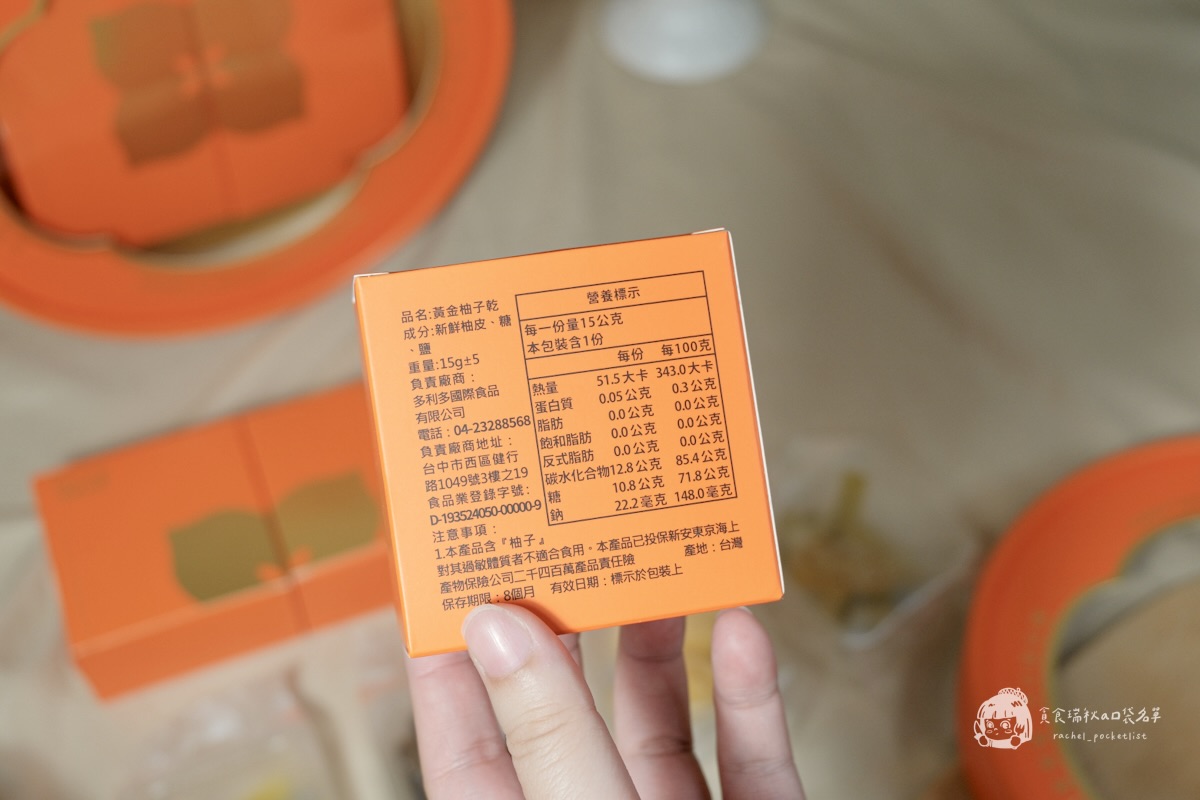 品名:黃金柚子乾
成分:新鮮柚皮、糖
、鹽
重量:15g±5
負責廠商：
多利多國際食品
有限公司
電話：04-23288568
負責廠商地址：
台中市西區健行
路1049號3樓之19
食品業登錄字號：
D-193524050-00000-9
注意事項：
1.本產品含『柚子』
對其過敏體質者不適合食用。本產品已投保新安東京海上
產物保險公司二千四百萬產品責任險 產地：台灣
保存期限：8個月 有效日期：標示於包裝上
營養標示
每一份量15公克
本包裝含1份
每份 每100克
熱量 51.5大卡 343.0大卡
蛋白質 0.05公克 0.3公克
脂肪 0.0公克 0.0公克
飽和脂肪 0.0公克 0.0公克
反式脂肪 0.0公克 0.0公克
碳水化合物12.8公克 85.4公克
糖 10.8公克 71.8公克
鈉 22.2毫克 148.0毫克
貪食瑞秋a口袋名單
rachel_pocketlist